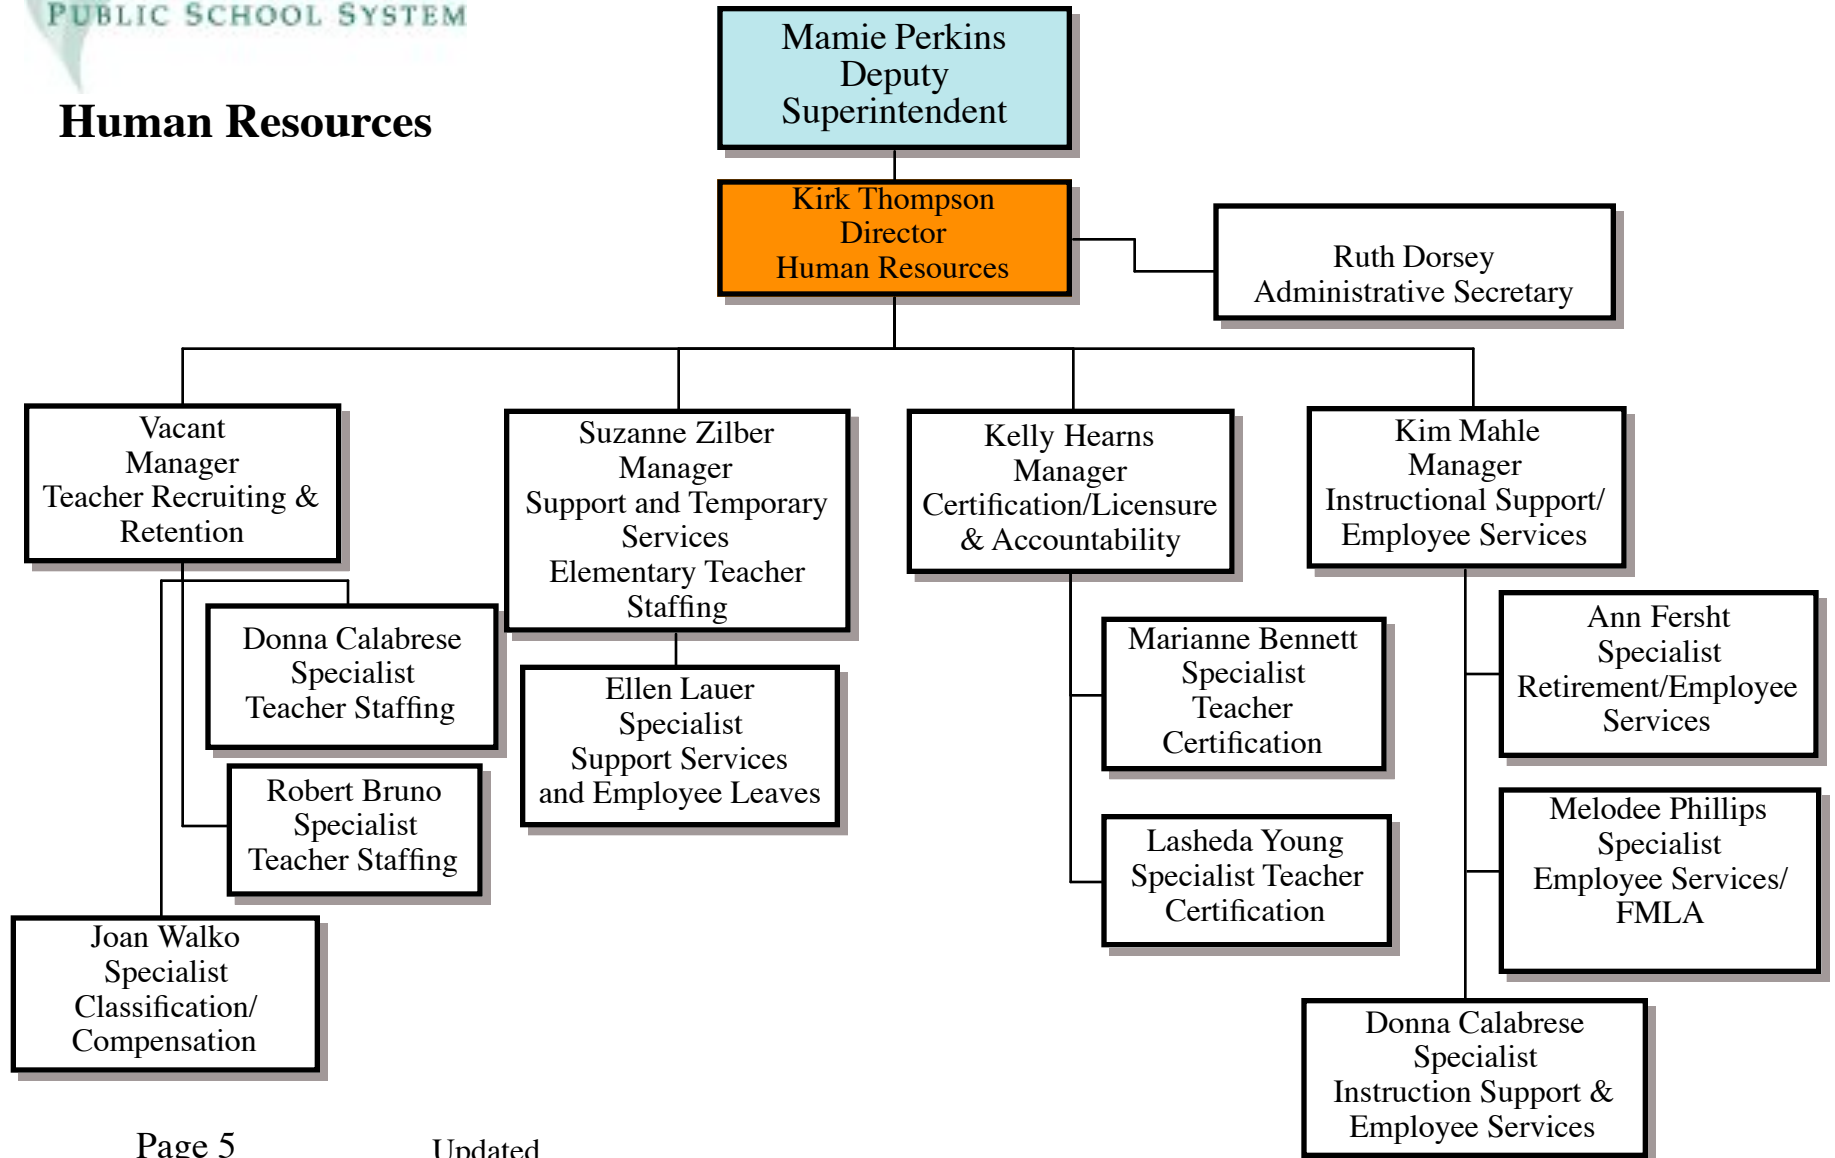 PUBLIC SCHOOL SYSTEM
Human Resources
Mamie Perkins
Deputy
Superintendent
Kirk Thompson
Director
Human Resources
Ruth Dorsey
Administrative Secretary
Vacant
Manager
Teacher Recruiting &
Retention
Suzanne Zilber
Manager
Support and Temporary
Services
Elementary Teacher
Staffing
Kelly Hearns
Manager
Certification/Licensure
& Accountability
Kim Mahle
Manager
Instructional Support/
Employee Services
Donna Calabrese
Specialist
Teacher Staffing
Robert Bruno
Specialist
Teacher Staffing
Joan Walko
Specialist
Classification/
Compensation
Ellen Lauer
Specialist
Support Services
and Employee Leaves
Marianne Bennett
Specialist
Teacher
Certification
Lasheda Young
Specialist Teacher
Certification
Ann Fersht
Specialist
Retirement/Employee
Services
Melodee Phillips
Specialist
Employee Services/
FMLA
Donna Calabrese
Specialist
Instruction Support &
Employee Services
Page 5
Updated